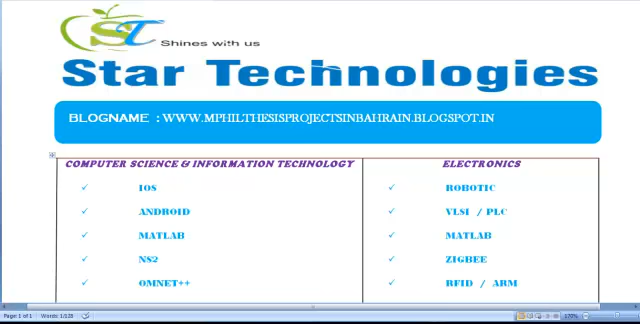 ST
Shines with us
Star Technologies
BLOGNAME : WWW.MPHILTHESISPROJECTSINBAHRAIN.BLOGSPOT.IN
COMPUTER SCIENCE & INFORMATION TECHNOLOGY ELECTRONICS
✓ IOS ✓ ROBOTIC
✓ ANDROID ✓ VLSI / PLC
✓ MATLAB ✓ MATLAB
✓ NS2 ✓ ZIGBEE
✓ OMNET++ ✓ RFID / ARM
Page: 1 of 1 Words: 1/128 170%